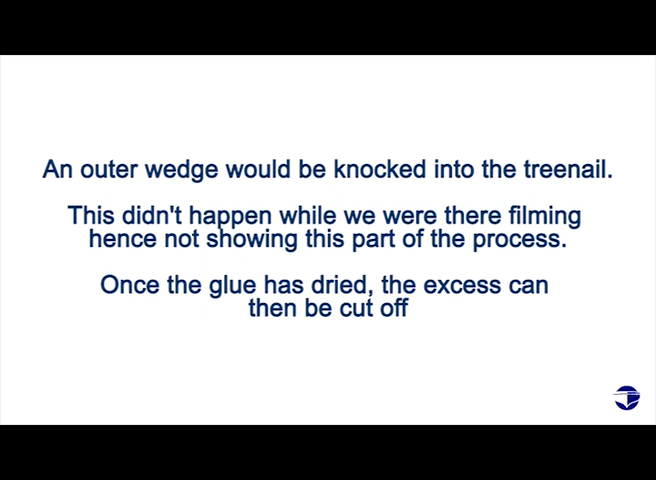 An outer wedge would be knocked into the treenail.
This didn't happen while we were there filming
hence not showing this part of the process.
Once the glue has dried, the excess can
then be cut off